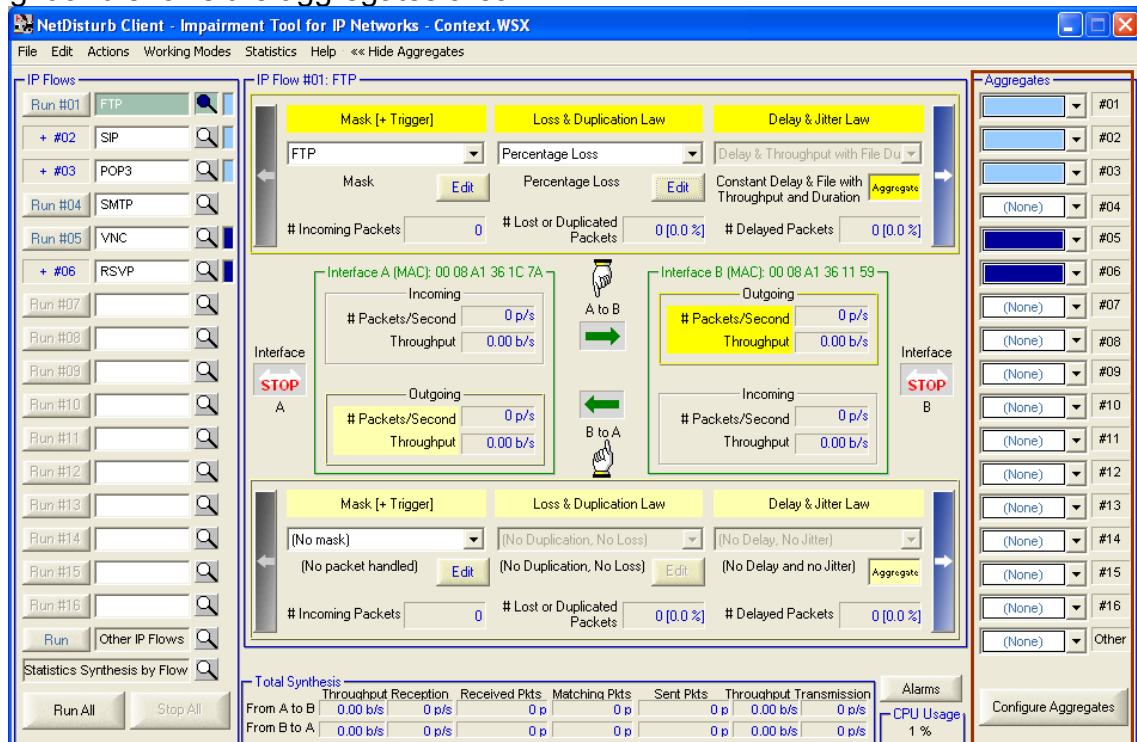 NetDisturb Client - Impairment Tool for IP Networks - Context.WSX
File Edit Actions Working Modes Statistics Help «« Hide Aggregates
IP Flows
Run #01 FTP
+ #02 SIP
+ #03 POP3
Run #04 SMTP
Run #05 VNC
+ #06 RSVP
Run #07
Run #08
Run #09
Run #10
Run #11
Run #12
Run #13
Run #14
Run #15
Run #16
Run Other IP Flows
Statistics Synthesis by Flow
Run All Stop All
IP Flow #01: FTP
Mask [+ Trigger] Loss & Duplication Law Delay & Jitter Law
FTP Percentage Loss Delay & Throughput with File Du
Mask Edit Percentage Loss Edit Constant Delay & File with
Throughput and Duration Aggregate
# Incoming Packets 0 # Lost or Duplicated
Packets 0 [0.0 %] # Delayed Packets 0 [0.0 %]
Interface A (MAC): 00 08 A1 36 1C 7A
Incoming
# Packets/Second 0 p/s
Throughput 0.00 b/s
Outgoing
# Packets/Second 0 p/s
Throughput 0.00 b/s
Interface
STOP
A
A to B
B to A
Interface B (MAC): 00 08 A1 36 11 59
Outgoing
# Packets/Second 0 p/s
Throughput 0.00 b/s
Incoming
# Packets/Second 0 p/s
Throughput 0.00 b/s
Interface
STOP
B
Mask [+ Trigger] Loss & Duplication Law Delay & Jitter Law
(No mask) (No Duplication, No Loss) (No Delay, No Jitter)
(No packet handled) Edit (No Duplication, No Loss) Edit (No Delay and no Jitter) Aggregate
# Incoming Packets 0 # Lost or Duplicated
Packets 0 [0.0 %] # Delayed Packets 0 [0.0 %]
Total Synthesis
Throughput Reception Received Pkts Matching Pkts Sent Pkts Throughput Transmission
From A to B 0.00 b/s 0 p/s 0 p 0 p 0 p 0.00 b/s 0 p/s
From B to A 0.00 b/s 0 p/s 0 p 0 p 0 p 0.00 b/s 0 p/s
Alarms
CPU Usage
1 %
Aggregates
#01
#02
#03
(None) #04
#05
#06
(None) #07
(None) #08
(None) #09
(None) #10
(None) #11
(None) #12
(None) #13
(None) #14
(None) #15
(None) #16
(None) Other
Configure Aggregates